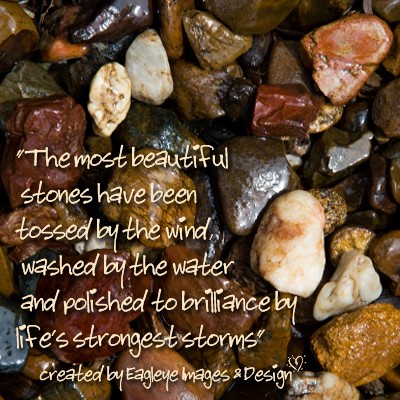 "The most beautiful
stones have been
tossed by the wind,
washed by the water
and polished to brilliance by
life's strongest storms"
created by Eagleye Images & Design